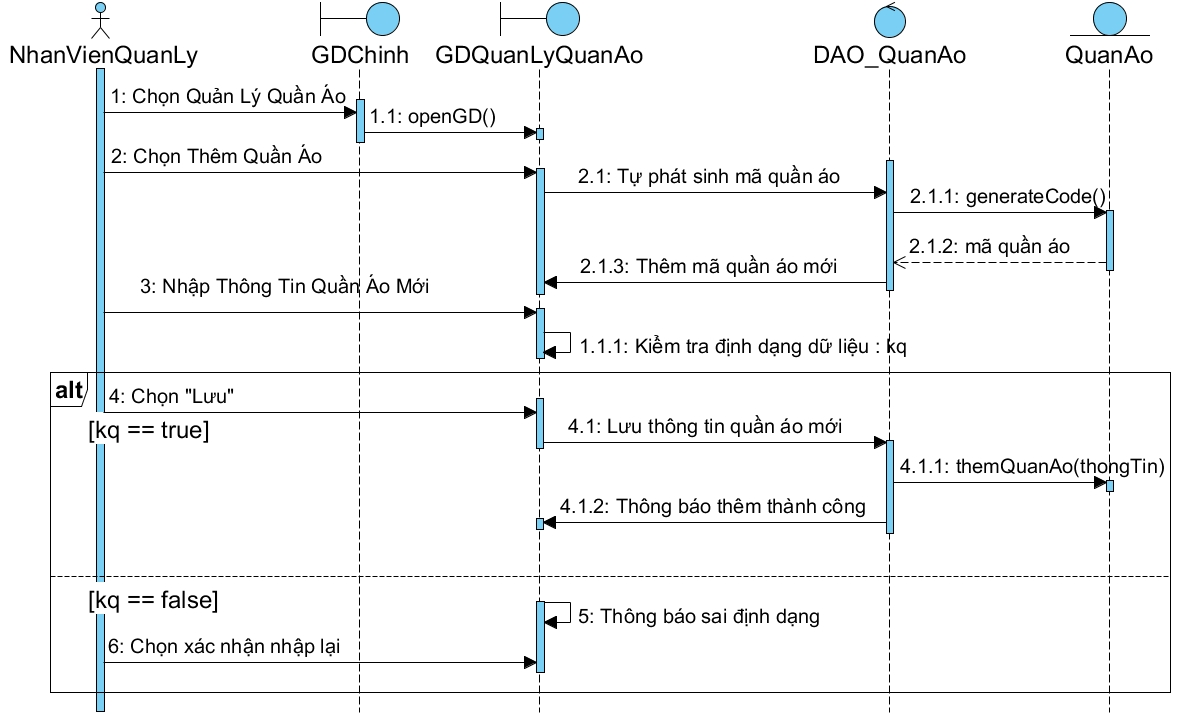 NhanVienQuanLy
GDChinh
GDQuanLyQuanAo
DAO_QuanAo
QuanAo
1: Chọn Quản Lý Quần Áo
1.1: openGD()
2: Chọn Thêm Quần Áo
2.1: Tự phát sinh mã quần áo
2.1.1: generateCode()
2.1.2: mã quần áo
2.1.3: Thêm mã quần áo mới
3: Nhập Thông Tin Quần Áo Mới
1.1.1: Kiểm tra định dạng dữ liệu : kq
alt
4: Chọn "Lưu"
[kq == true]
4.1: Lưu thông tin quần áo mới
4.1.1: themQuanAo(thongTin)
4.1.2: Thông báo thêm thành công
[kq == false]
5: Thông báo sai định dạng
6: Chọn xác nhận nhập lại